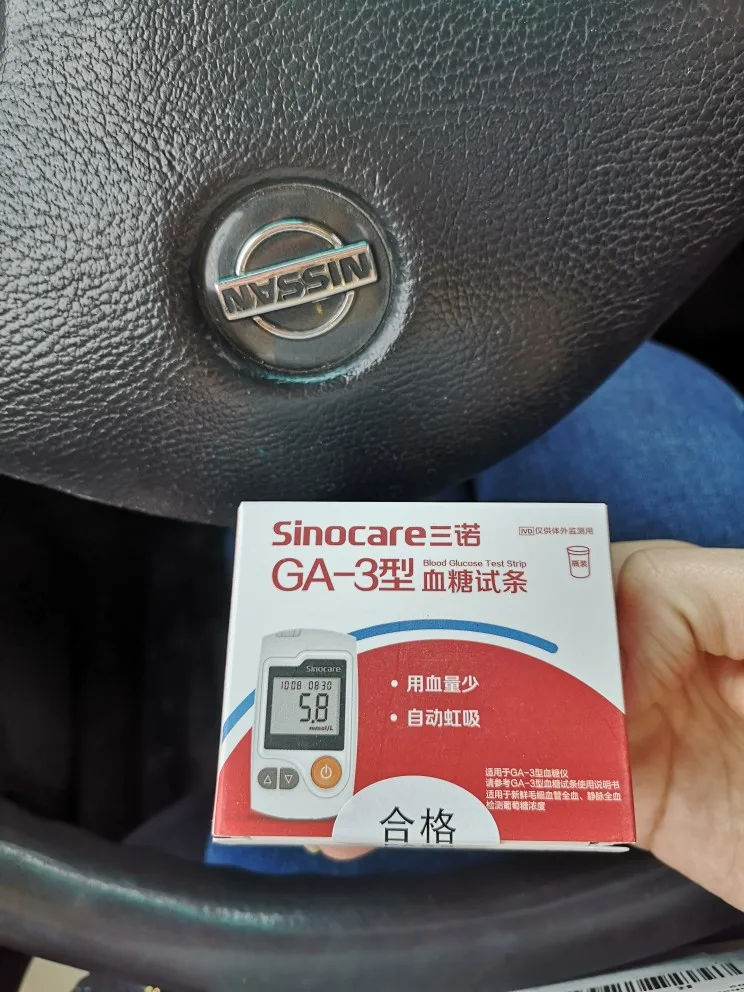 NISSAN
Sinocare三诺
IVD 仅供体外监测用
GA-3型 Blood Glucose Test Strip
血糖试条
瓶装
Sinocare
10-08 08:30
5.8
mmol/L
• 用血量少
• 自动虹吸
适用于GA-3型血糖仪
请参考GA-3型血糖试条使用说明书
适用于新鲜毛细血管全血、静脉全血
检测葡萄糖浓度
合格